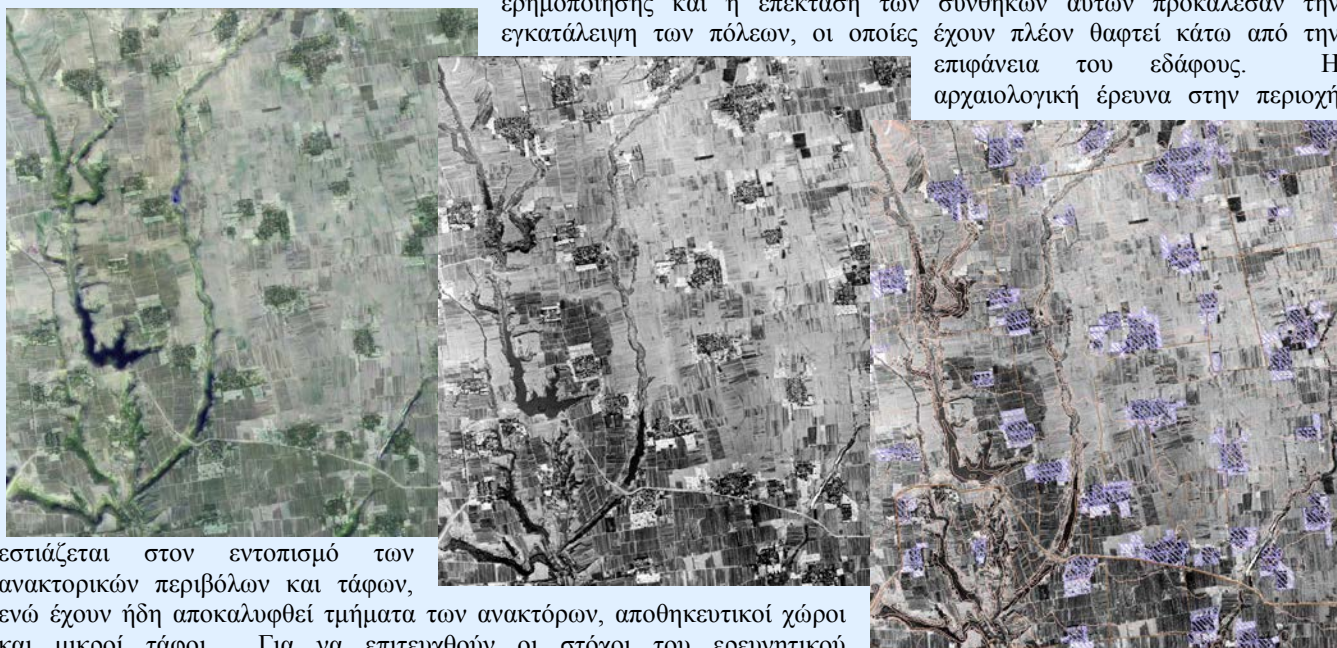 ερημοποίησης και η επέκταση των συνθηκών αυτών προκάλεσαν την
εγκατάλειψη των πόλεων, οι οποίες έχουν πλέον θαφτεί κάτω από την
επιφάνεια του εδάφους. Η
αρχαιολογική έρευνα στην περιοχή
εστιάζεται στον εντοπισμό των
ανακτορικών περιβόλων και τάφων,
ενώ έχουν ήδη αποκαλυφθεί τμήματα των ανακτόρων, αποθηκευτικοί χώροι
και μικροί τάφοι. Για να επιτευχθούν οι στόχοι του ερευνητικού